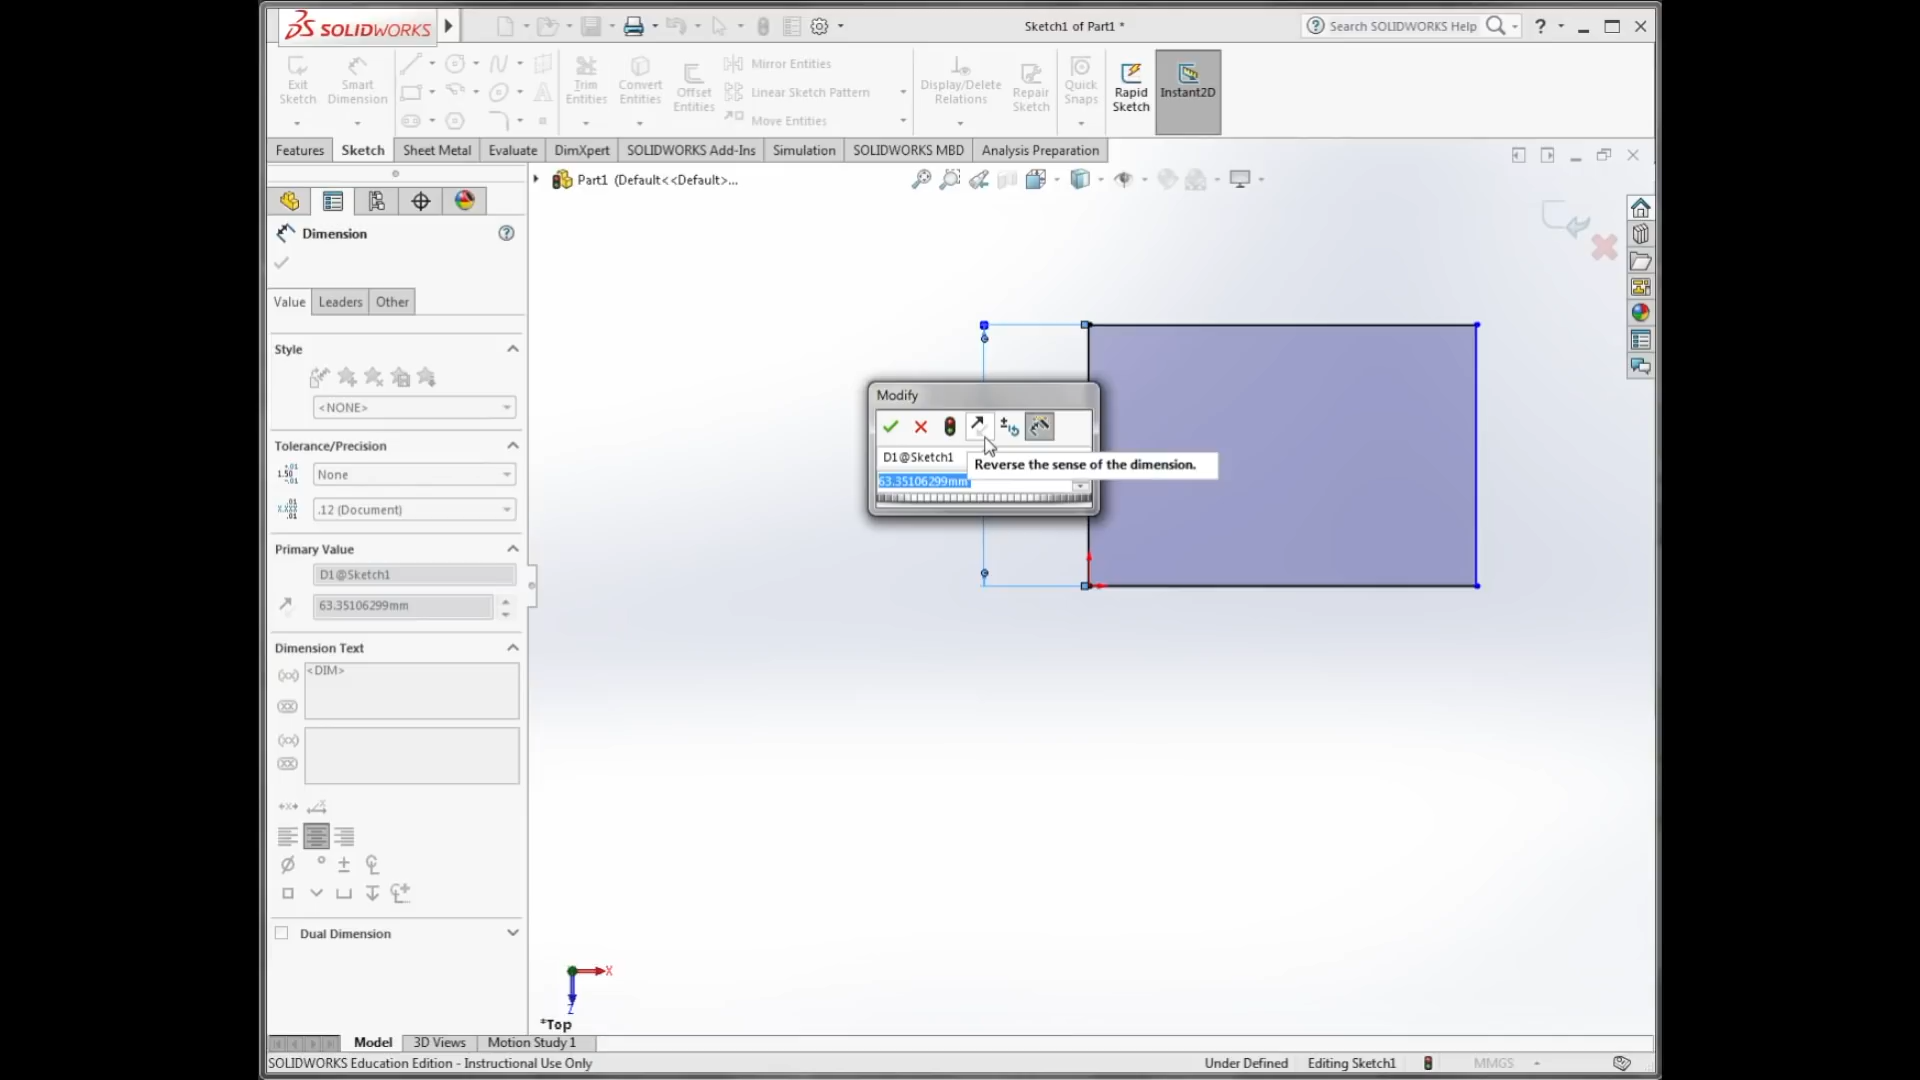 SOLIDWORKS
Sketch1 of Part1 *
Search SOLIDWORKS Help
?
Exit Sketch
Smart Dimension
Trim Entities
Convert Entities
Offset Entities
Mirror Entities
Linear Sketch Pattern
Move Entities
Display/Delete Relations
Repair Sketch
Quick Snaps
Rapid Sketch
Instant2D
Features
Sketch
Sheet Metal
Evaluate
DimXpert
SOLIDWORKS Add-Ins
Simulation
SOLIDWORKS MBD
Analysis Preparation
Part1 (Default<<Default>...
Dimension
Value
Leaders
Other
Style
<NONE>
Tolerance/Precision
None
.12 (Document)
Primary Value
D1@Sketch1
63.35106299mm
Dimension Text
<DIM>
Dual Dimension
Modify
D1@Sketch1
Reverse the sense of the dimension.
63.35106299mm
X
Z
*Top
Model
3D Views
Motion Study 1
SOLIDWORKS Education Edition - Instructional Use Only
Under Defined
Editing Sketch1
MMGS